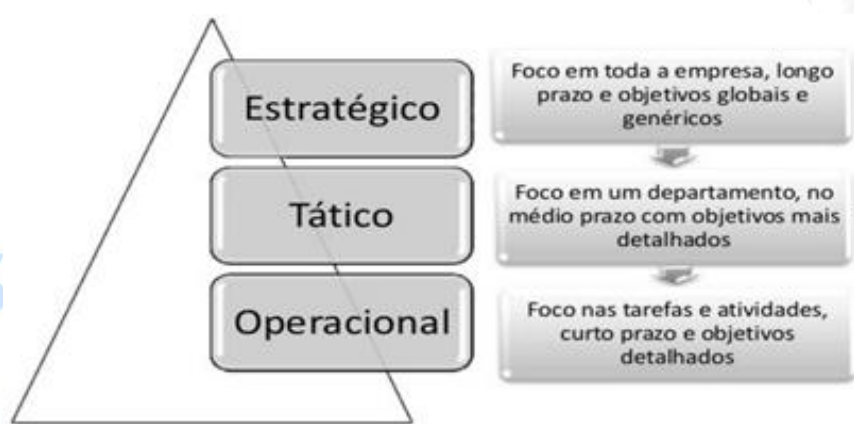 Estratégico
Foco em toda a empresa, longo
prazo e objetivos globais e
genéricos
Tático
Foco em um departamento, no
médio prazo com objetivos mais
detalhados
Operacional
Foco nas tarefas e atividades,
curto prazo e objetivos
detalhados